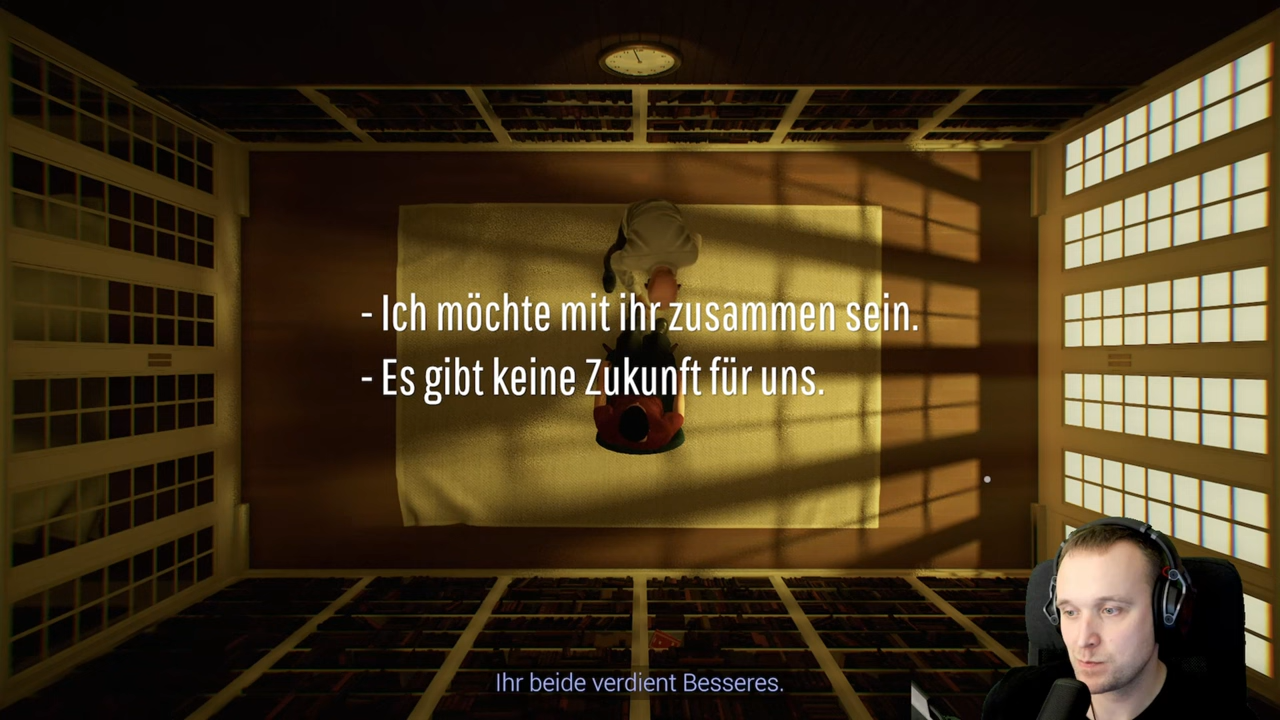 - Ich möchte mit ihr zusammen sein.
- Es gibt keine Zukunft für uns.
Ihr beide verdient Besseres.